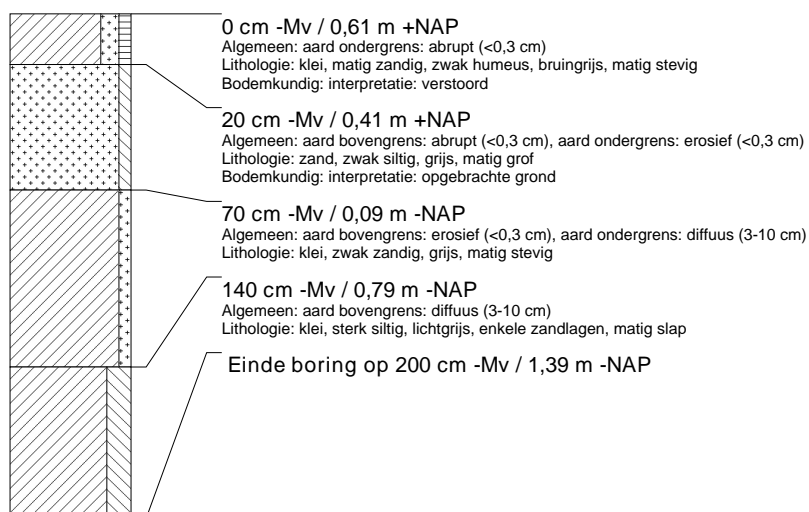 0 cm -Mv / 0,61 m +NAP
Algemeen: aard ondergrens: abrupt (<0,3 cm)
Lithologie: klei, matig zandig, zwak humeus, bruingrijs, matig stevig
Bodemkundig: interpretatie: verstoord
20 cm -Mv / 0,41 m +NAP
Algemeen: aard bovengrens: abrupt (<0,3 cm), aard ondergrens: erosief (<0,3 cm)
Lithologie: zand, zwak siltig, grijs, matig grof
Bodemkundig: interpretatie: opgebrachte grond
70 cm -Mv / 0,09 m -NAP
Algemeen: aard bovengrens: erosief (<0,3 cm), aard ondergrens: diffuus (3-10 cm)
Lithologie: klei, zwak zandig, grijs, matig stevig
140 cm -Mv / 0,79 m -NAP
Algemeen: aard bovengrens: diffuus (3-10 cm)
Lithologie: klei, sterk siltig, lichtgrijs, enkele zandlagen, matig slap
Einde boring op 200 cm -Mv / 1,39 m -NAP